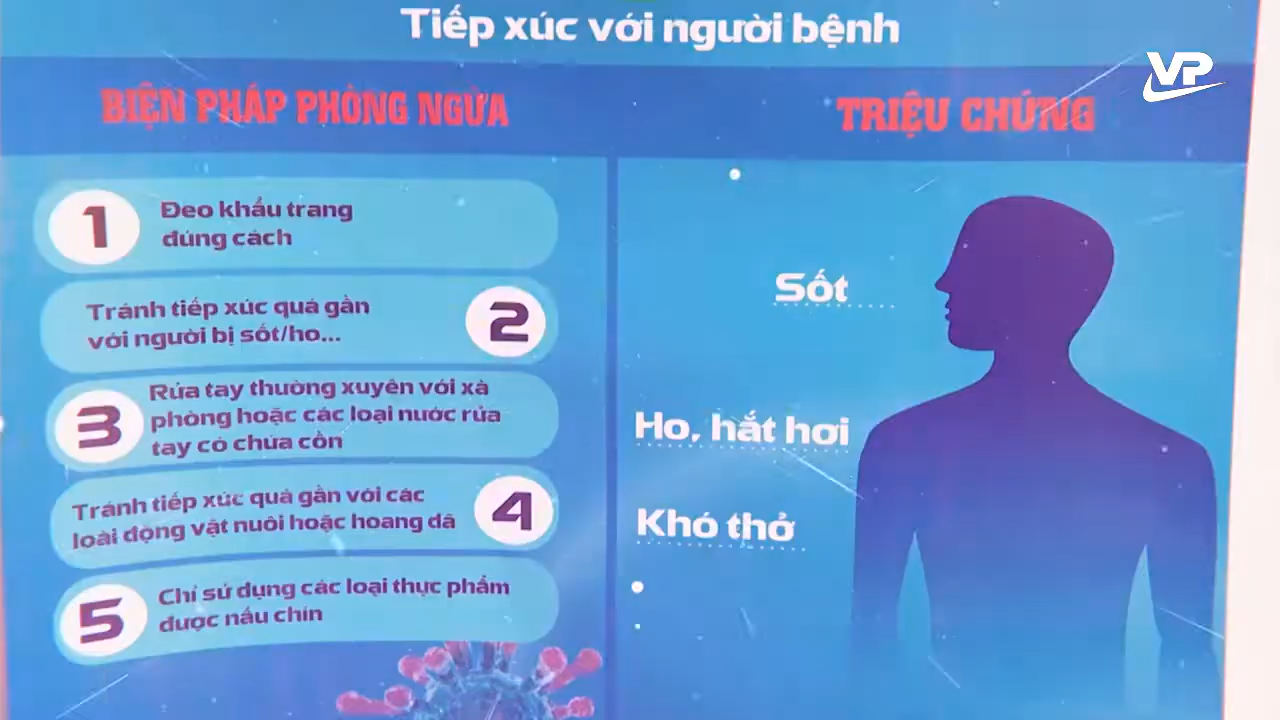 Tiếp xúc với người bệnh
VP
BIỆN PHÁP PHÒNG NGỪA
1
Đeo khẩu trang
đúng cách
Tránh tiếp xúc quá gần
với người bị sốt/ho...
2
3
Rửa tay thường xuyên với xà
phòng hoặc các loại nước rửa
tay có chứa cồn
Tránh tiếp xúc quá gần với các
loài động vật nuôi hoặc hoang dã
4
5
Chỉ sử dụng các loại thực phẩm
được nấu chín
TRIỆU CHỨNG
Sốt
Ho, hắt hơi
Khó thở